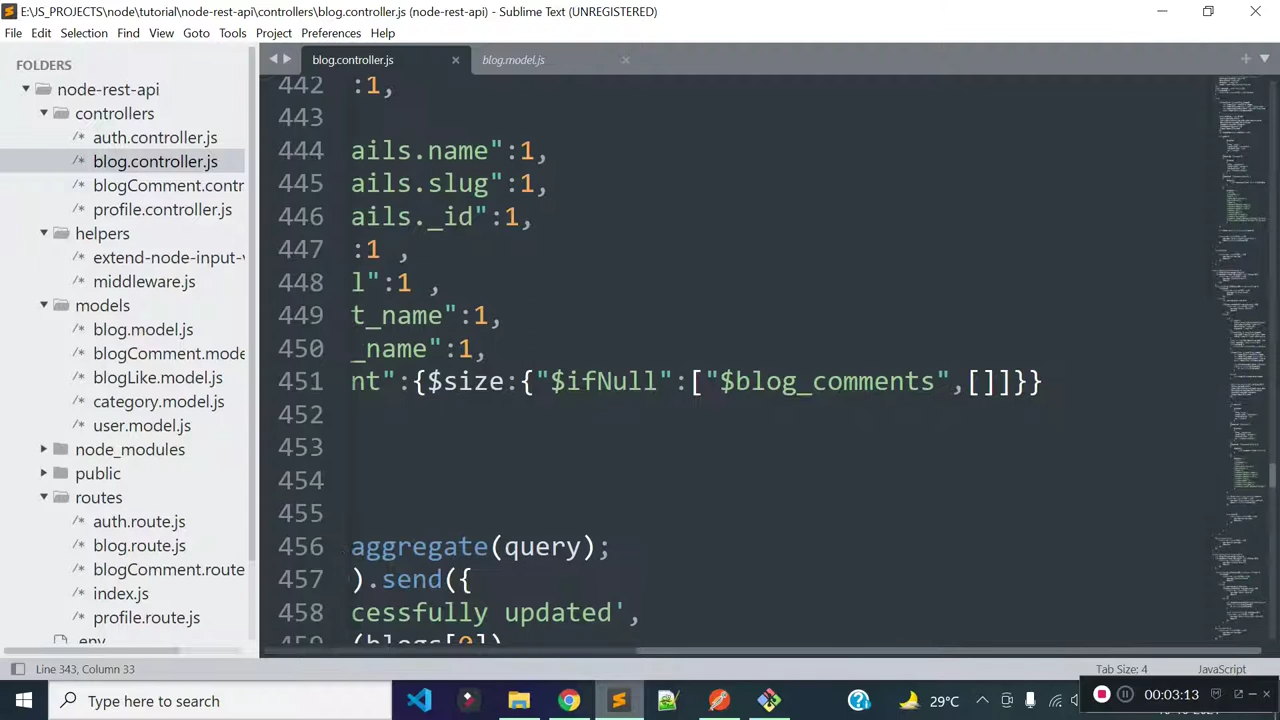 E:\JS_PROJECTS\node\tutorial\node-rest-api\controllers\blog.controller.js (node-rest-api) - Sublime Text (UNREGISTERED)
File Edit Selection Find View Goto Tools Project Preferences Help
FOLDERS
node-rest-api
controllers
/* auth.controller.js
/* blog.controller.js
/* blogComment.contr
/* profile.controller.js
helpers
/* extend-node-input-v
/* middleware.js
models
/* blog.model.js
/* blogComment.mode
/* blogLike.model.js
/* category.model.js
/* user.model.js
node_modules
public
routes
/* auth.route.js
/* blog.route.js
/* blogComment.route
/* index.js
/* profile.route.js
.env
blog.controller.js
blog.model.js
442 :1,
443
444 ails.name":1,
445 ails.slug":1,
446 ails._id":1,
447 :1 ,
448 l":1 ,
449 t_name":1,
450 _name":1,
451 nt":{$size:{"$ifNull":["$blog_comments",[]]}}
452
453
454
455
456 aggregate(query);
457 ).send({
458 cessfully updated',
459 (blogs[0])
Line 343, Column 33
Tab Size: 4
JavaScript
Type here to search
29°C
00:03:13